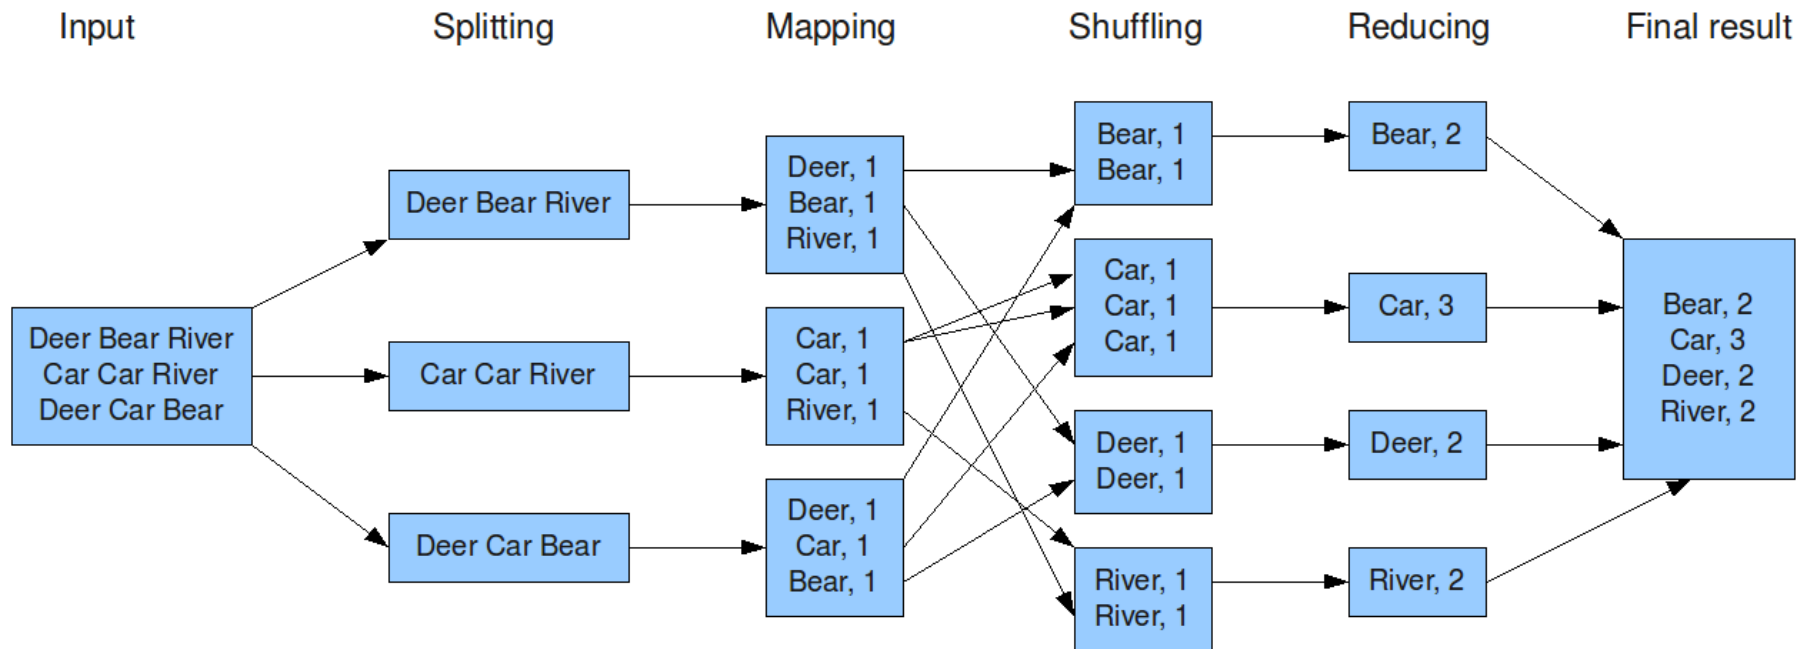 Input
Splitting
Mapping
Shuffling
Reducing
Final result
Deer Bear River
Car Car River
Deer Car Bear
Deer Bear River
Car Car River
Deer Car Bear
Deer, 1
Bear, 1
River, 1
Car, 1
Car, 1
River, 1
Deer, 1
Car, 1
Bear, 1
Bear, 1
Bear, 1
Car, 1
Car, 1
Car, 1
Deer, 1
Deer, 1
River, 1
River, 1
Bear, 2
Car, 3
Deer, 2
River, 2
Bear, 2
Car, 3
Deer, 2
River, 2